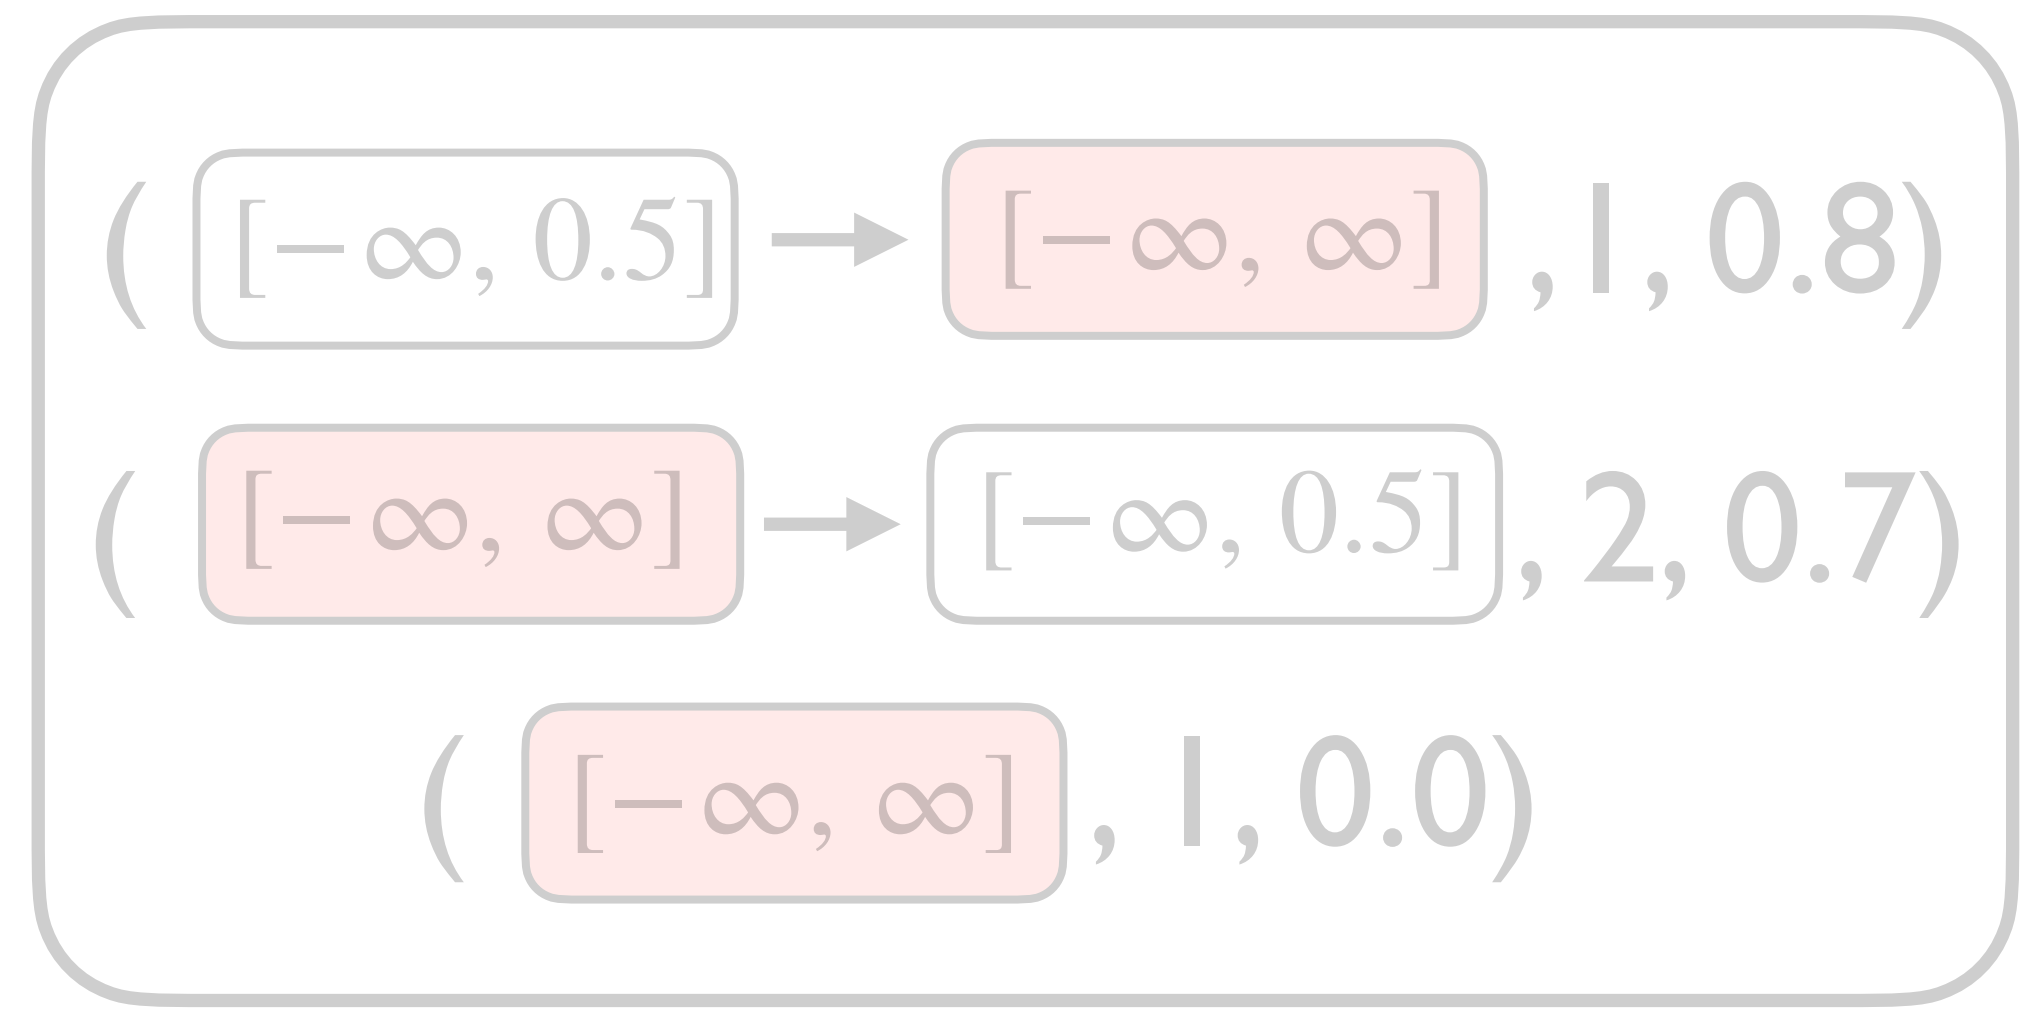 ( [−∞, 0.5] → [−∞, ∞] , 1, 0.8)
( [−∞, ∞] → [−∞, 0.5] , 2, 0.7)
( [−∞, ∞] , 1, 0.0)